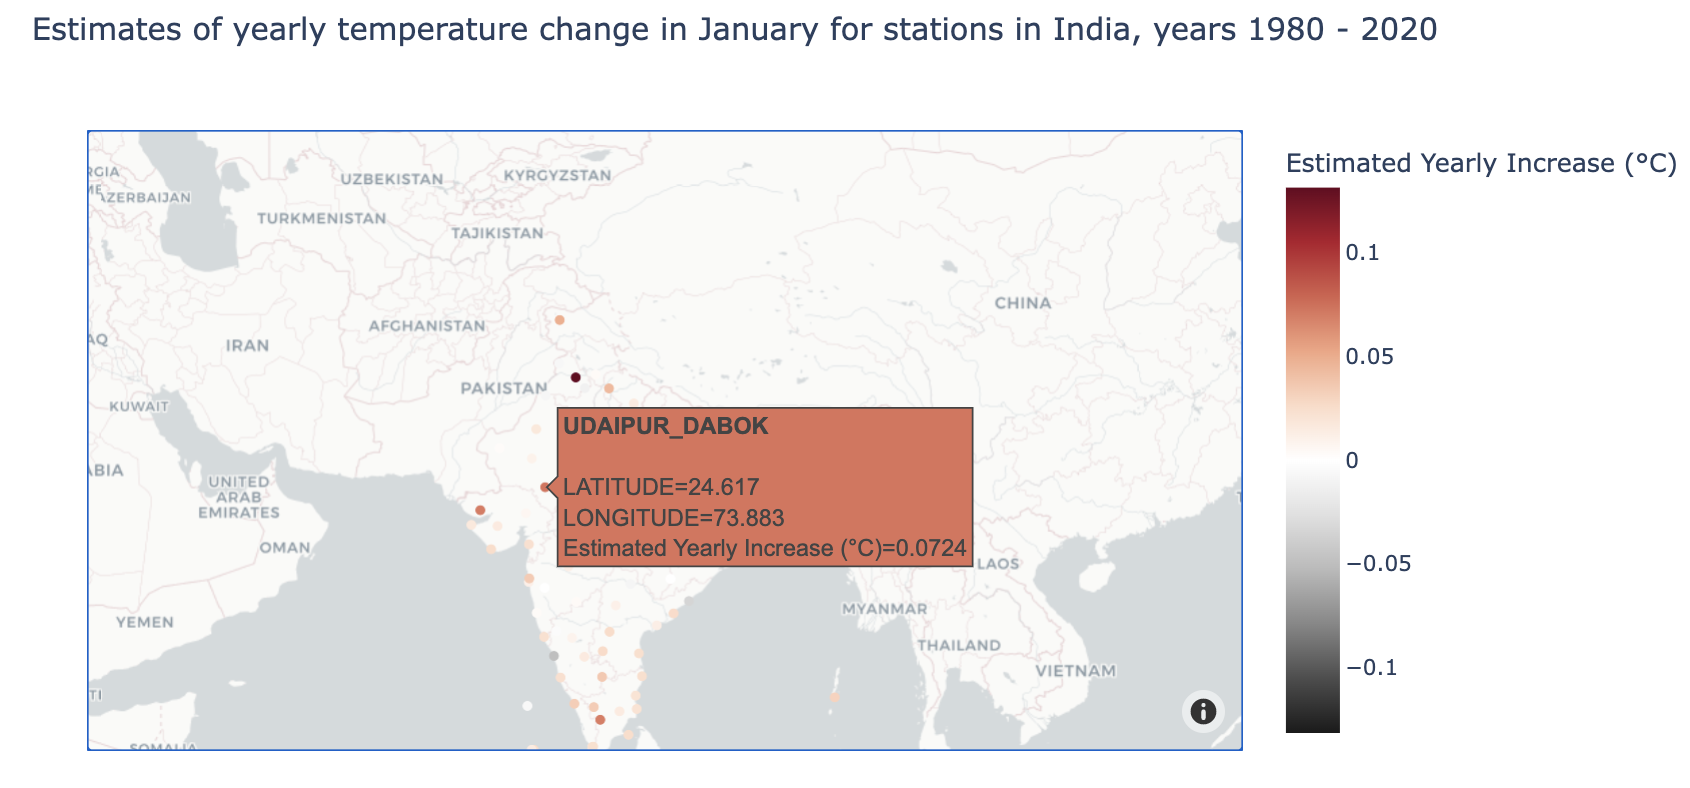 Estimates of yearly temperature change in January for stations in India, years 1980 - 2020
Estimated Yearly Increase (°C)
0.1
0.05
0
−0.05
−0.1
UZBEKISTAN
KYRGYZSTAN
RGIA
AZERBAIJAN
TURKMENISTAN
TAJIKISTAN
CHINA
AFGHANISTAN
IRAN
AQ
PAKISTAN
KUWAIT
ABIA
UNITED
ARAB
EMIRATES
OMAN
YEMEN
TI
SOMALIA
LAOS
MYANMAR
THAILAND
VIETNAM
UDAIPUR_DABOK
LATITUDE=24.617
LONGITUDE=73.883
Estimated Yearly Increase (°C)=0.0724